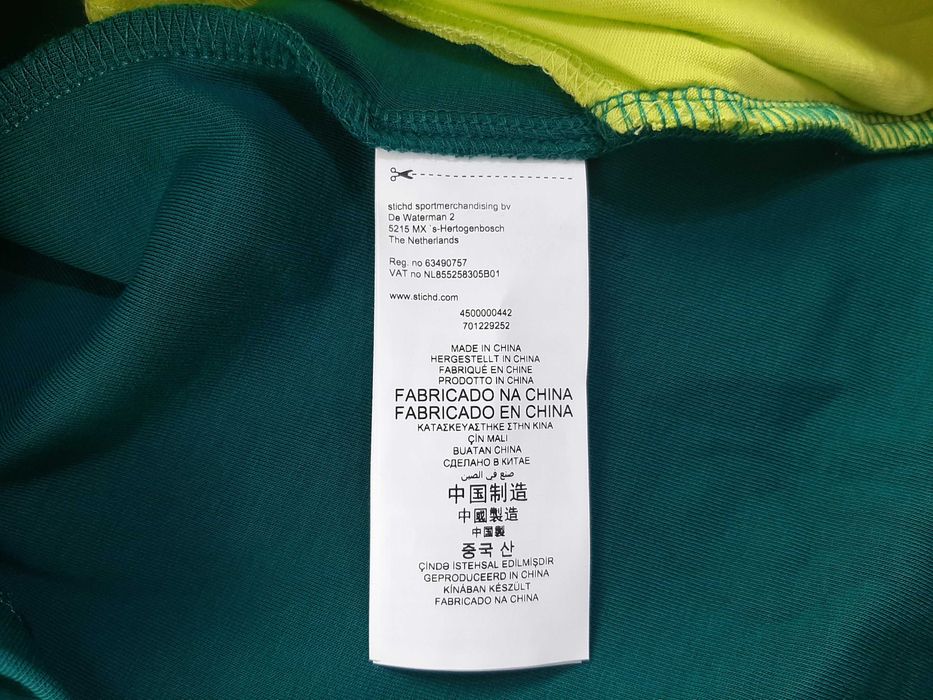 stichd sportmerchandising bv
De Waterman 2
5215 MX `s-Hertogenbosch
The Netherlands
Reg. no 63490757
VAT no NL855258305B01
www.stichd.com
4500000442
701229252
MADE IN CHINA
HERGESTELLT IN CHINA
FABRIQUÉ EN CHINE
PRODOTTO IN CHINA
FABRICADO NA CHINA
FABRICADO EN CHINA
ΚΑΤΑΣΚΕΥΑΣΤΗΚΕ ΣΤΗΝ ΚΙΝΑ
ÇİN MALI
BUATAN CHINA
СДЕЛАНО В КИТАЕ
صنع في الصين
中国制造
中國製造
中国製
중국 산
ÇİNDƏ İSTEHSAL EDİLMİŞDİR
GEPRODUCEERD IN CHINA
KÍNÁBAN KÉSZÜLT
FABRICADO NA CHINA